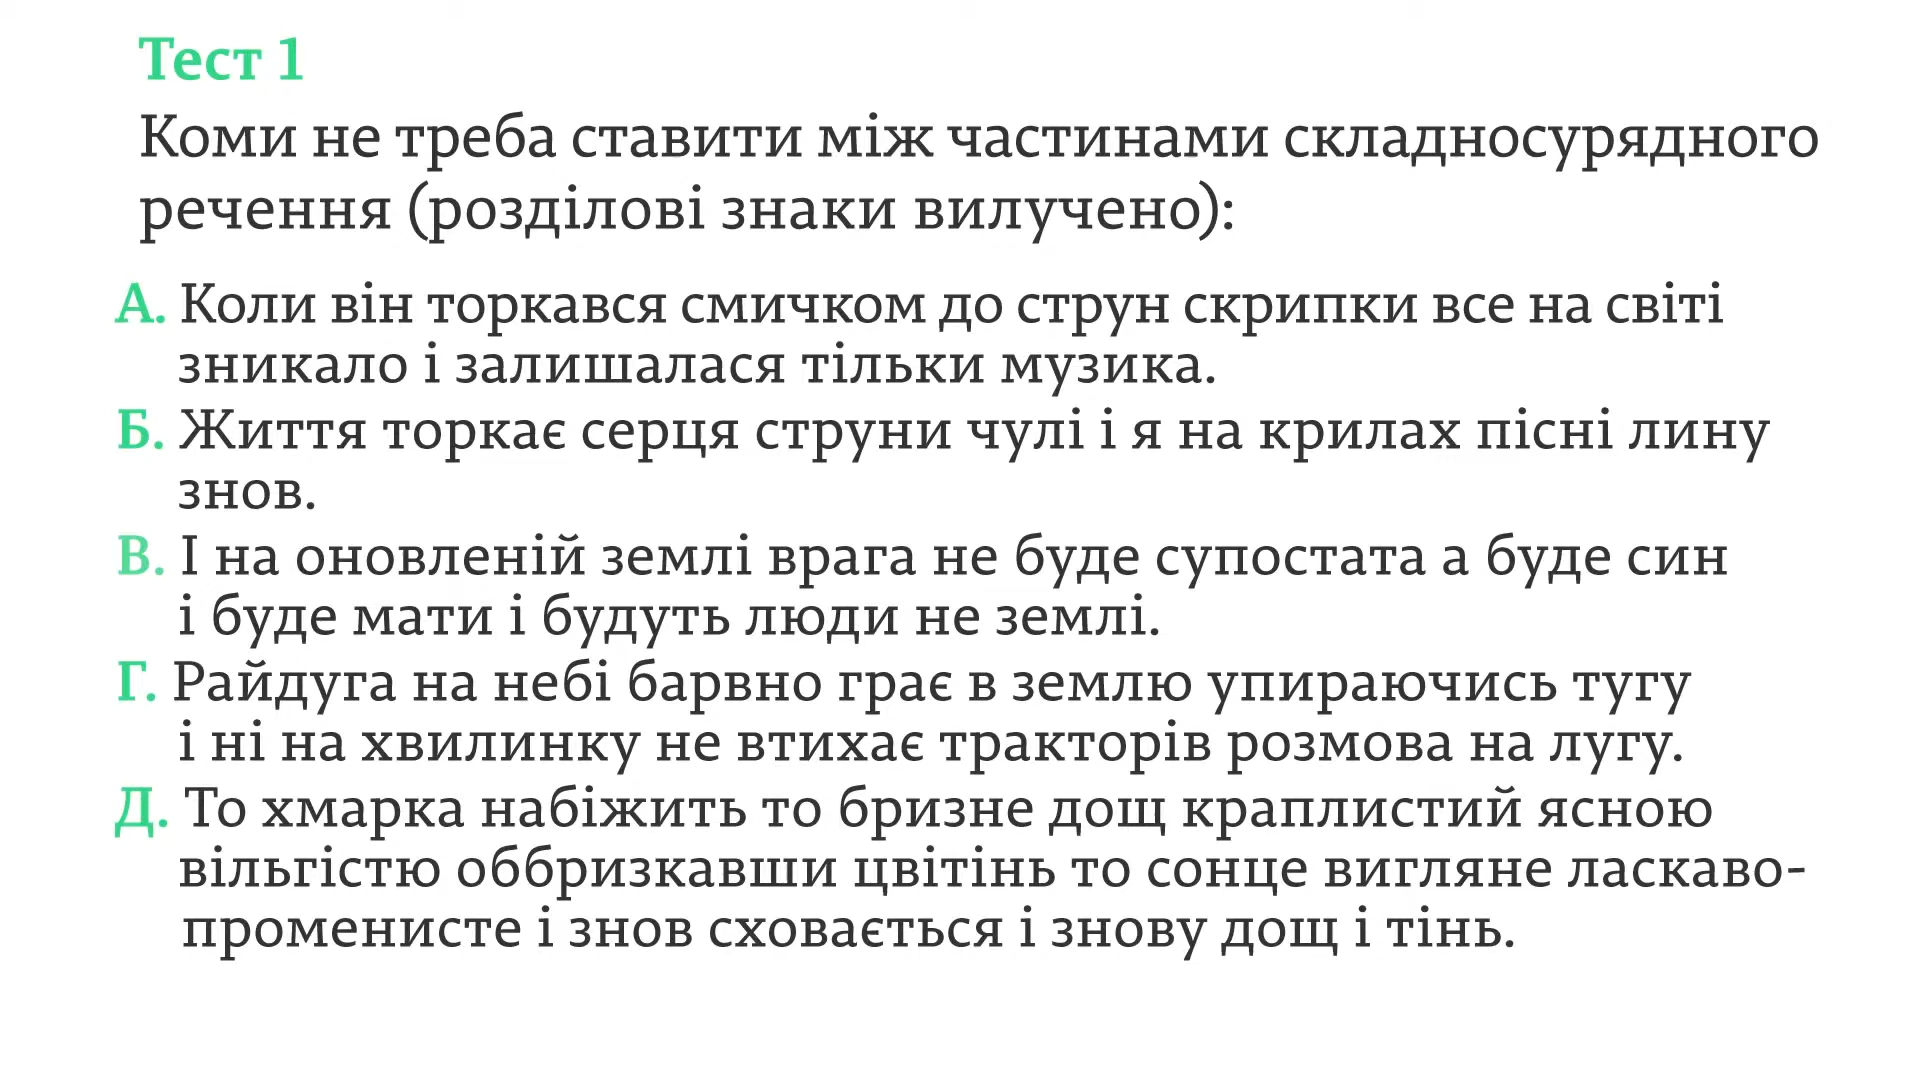 Тест 1
Коми не треба ставити між частинами складносурядного
речення (розділові знаки вилучено):
А. Коли він торкався смичком до струн скрипки все на світі
зникало і залишалася тільки музика.
Б. Життя торкає серця струни чулі і я на крилах пісні лину
знов.
В. І на оновленій землі врага не буде супостата а буде син
і буде мати і будуть люди не землі.
Г. Райдуга на небі барвно грає в землю упираючись тугу
і ні на хвилинку не втихає тракторів розмова на лугу.
Д. То хмарка набіжить то бризне дощ краплистий ясною
вільгістю оббризкавши цвітінь то сонце вигляне ласкаво-
променисте і знов сховається і знову дощ і тінь.